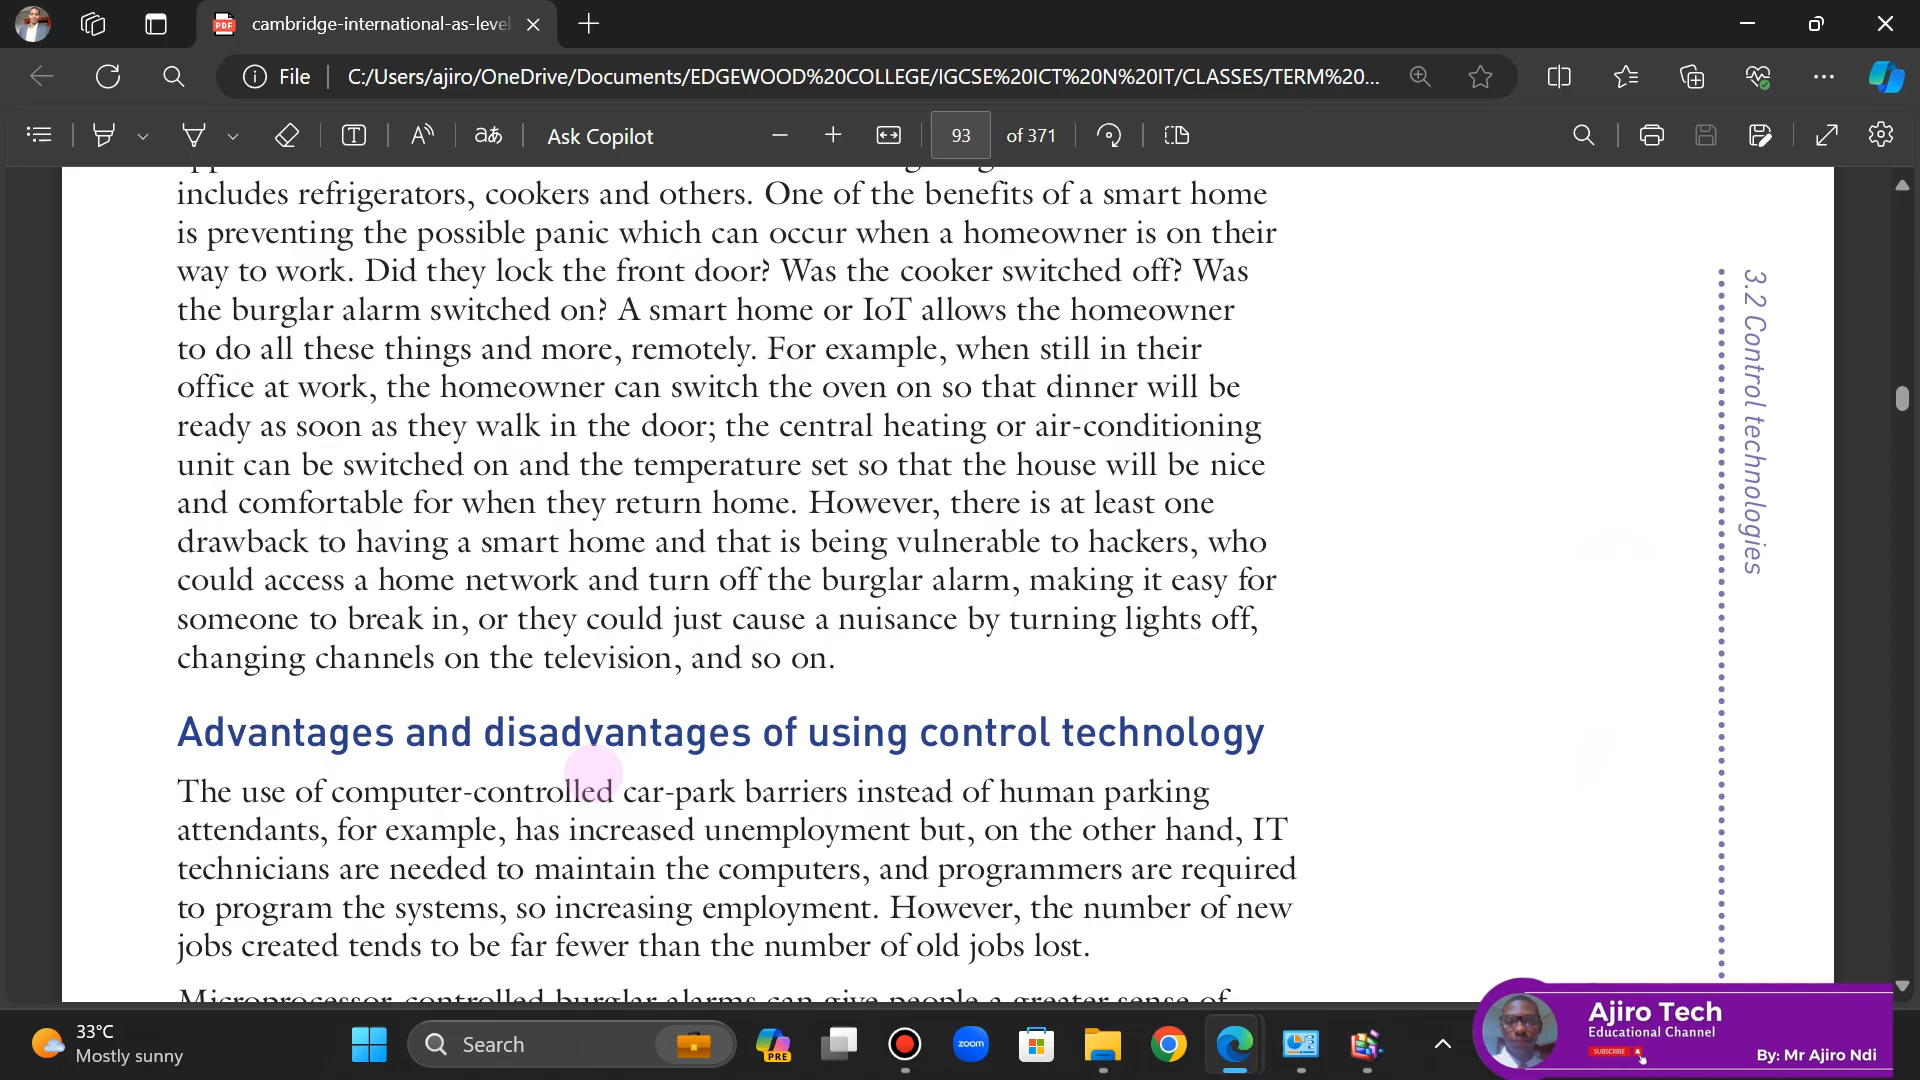 cambridge-international-as-leve
File
C:/Users/ajiro/OneDrive/Documents/EDGEWOOD%20COLLEGE/IGCSE%20ICT%20N%20IT/CLASSES/TERM%20...
Ask Copilot
93 of 371
includes refrigerators, cookers and others. One of the benefits of a smart home
is preventing the possible panic which can occur when a homeowner is on their
way to work. Did they lock the front door? Was the cooker switched off? Was
the burglar alarm switched on? A smart home or IoT allows the homeowner
to do all these things and more, remotely. For example, when still in their
office at work, the homeowner can switch the oven on so that dinner will be
ready as soon as they walk in the door; the central heating or air-conditioning
unit can be switched on and the temperature set so that the house will be nice
and comfortable for when they return home. However, there is at least one
drawback to having a smart home and that is being vulnerable to hackers, who
could access a home network and turn off the burglar alarm, making it easy for
someone to break in, or they could just cause a nuisance by turning lights off,
changing channels on the television, and so on.
Advantages and disadvantages of using control technology
The use of computer-controlled car-park barriers instead of human parking
attendants, for example, has increased unemployment but, on the other hand, IT
technicians are needed to maintain the computers, and programmers are required
to program the systems, so increasing employment. However, the number of new
jobs created tends to be far fewer than the number of old jobs lost.
Microprocessor-controlled burglar alarms can give people a greater sense of
3.2 Control technologies
33°C
Mostly sunny
Search
PRE
zoom
Ajiro Tech
Educational Channel
SUBSCRIBE
By: Mr Ajiro Ndi